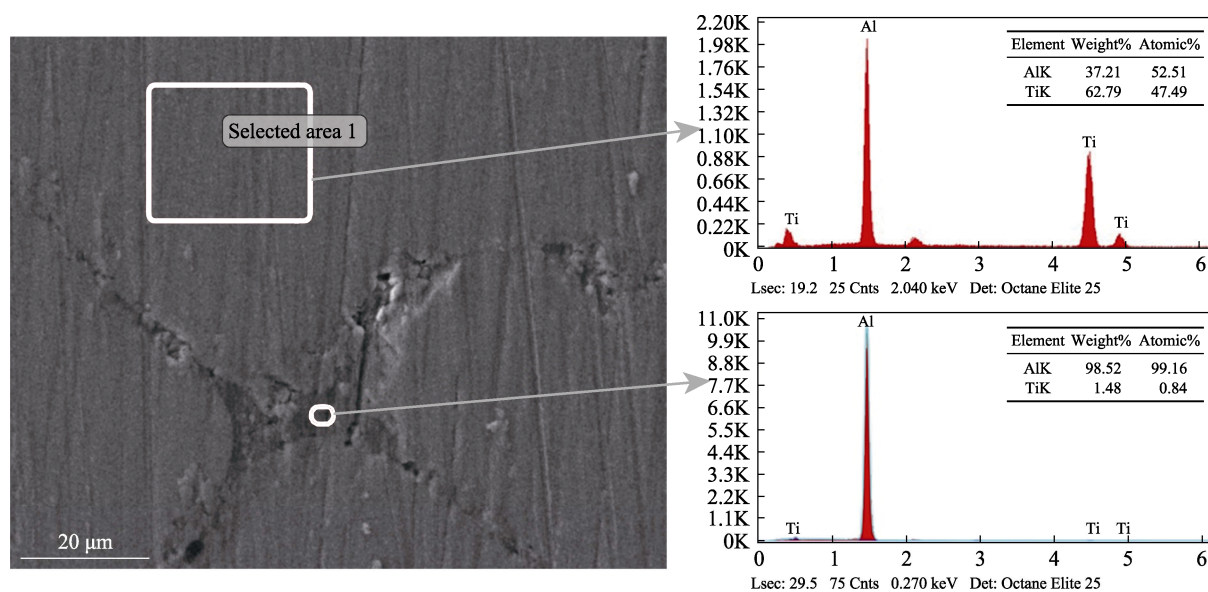 Selected area 1
20 μm
2.20K
1.98K
1.76K
1.54K
1.32K
1.10K
0.88K
0.66K
0.44K
0.22K
0K
Al
Ti
Ti
Ti
Element Weight% Atomic%
AlK 37.21 52.51
TiK 62.79 47.49
0 1 2 3 4 5 6
Lsec: 19.2 25 Cnts 2.040 keV Det: Octane Elite 25
11.0K
9.9K
8.8K
7.7K
6.6K
5.5K
4.4K
3.3K
2.2K
1.1K
0K
Al
Ti
Ti
Ti
Element Weight% Atomic%
AlK 98.52 99.16
TiK 1.48 0.84
0 1 2 3 4 5 6
Lsec: 29.5 75 Cnts 0.270 keV Det: Octane Elite 25